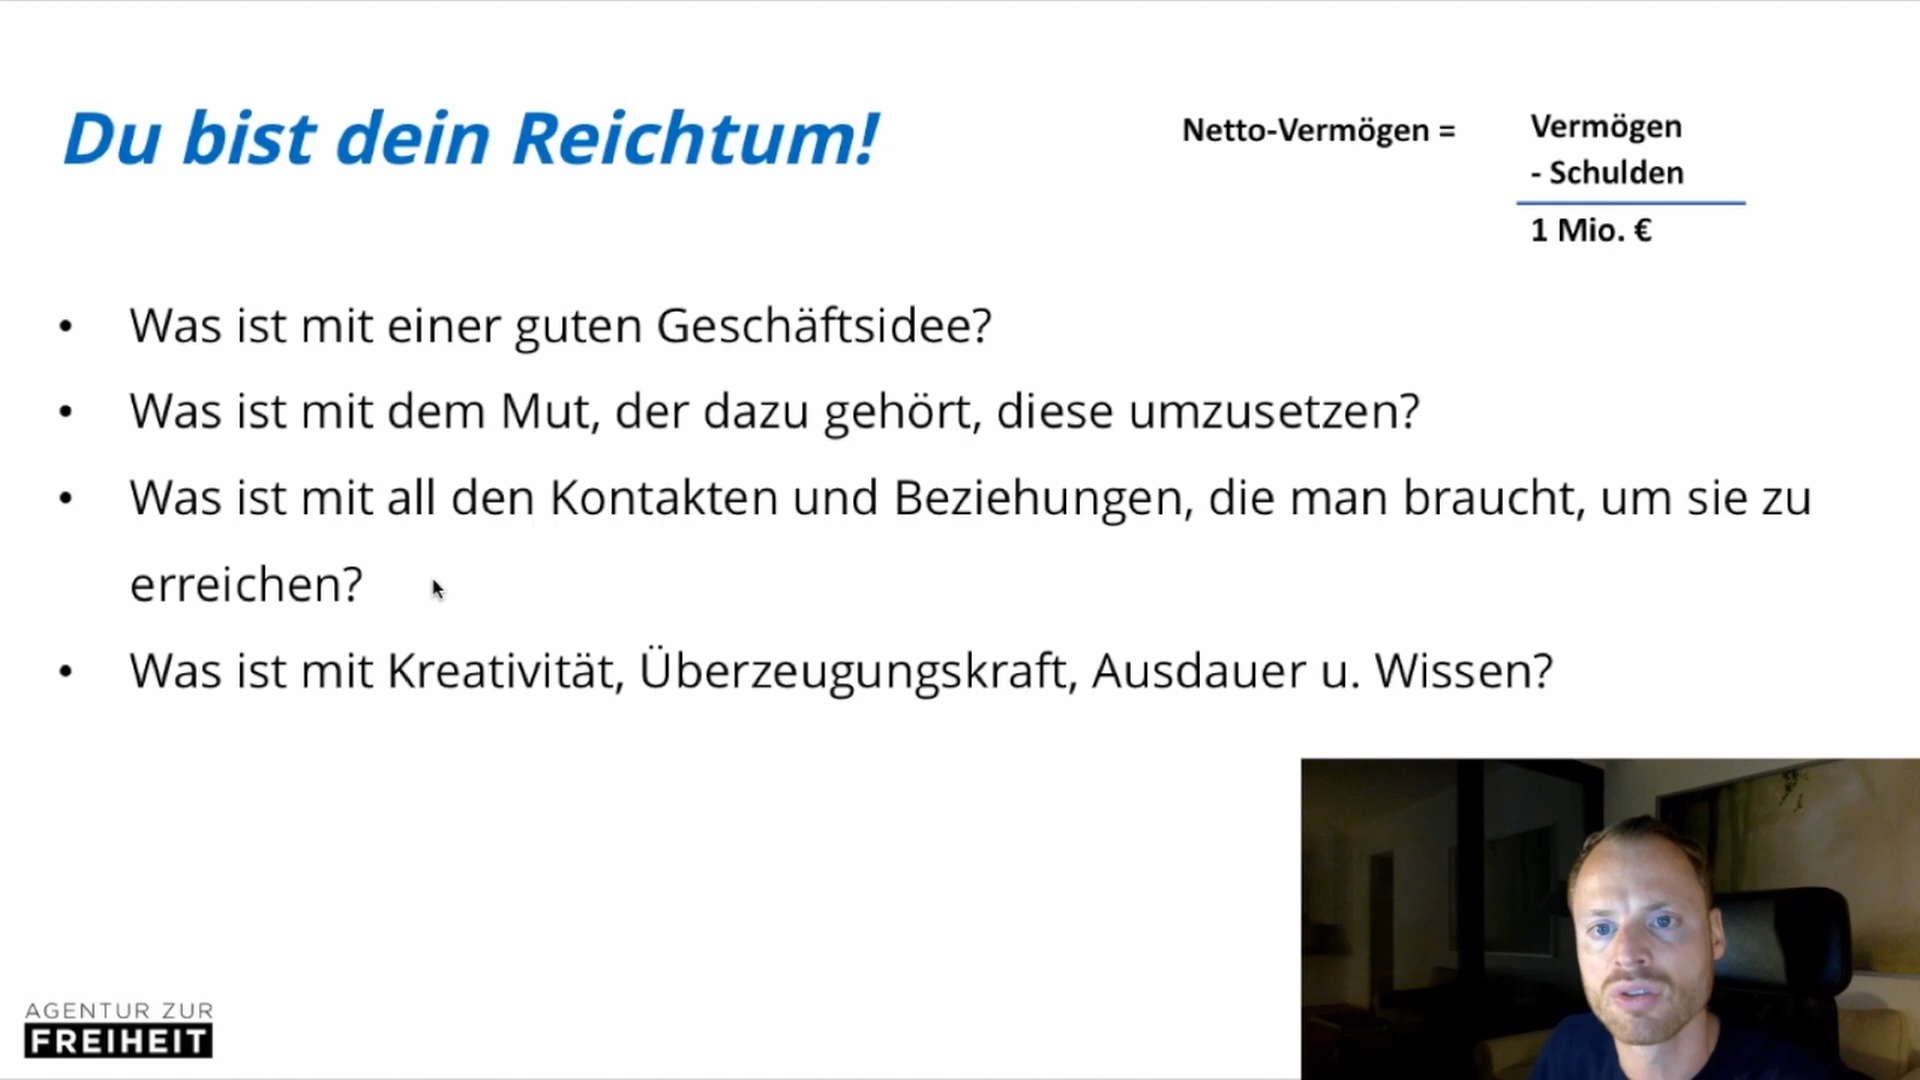 Du bist dein Reichtum!
Netto-Vermögen =
Vermögen
- Schulden
1 Mio. €
• Was ist mit einer guten Geschäftsidee?
• Was ist mit dem Mut, der dazu gehört, diese umzusetzen?
• Was ist mit all den Kontakten und Beziehungen, die man braucht, um sie zu
erreichen?
• Was ist mit Kreativität, Überzeugungskraft, Ausdauer u. Wissen?
AGENTUR ZUR
FREIHEIT